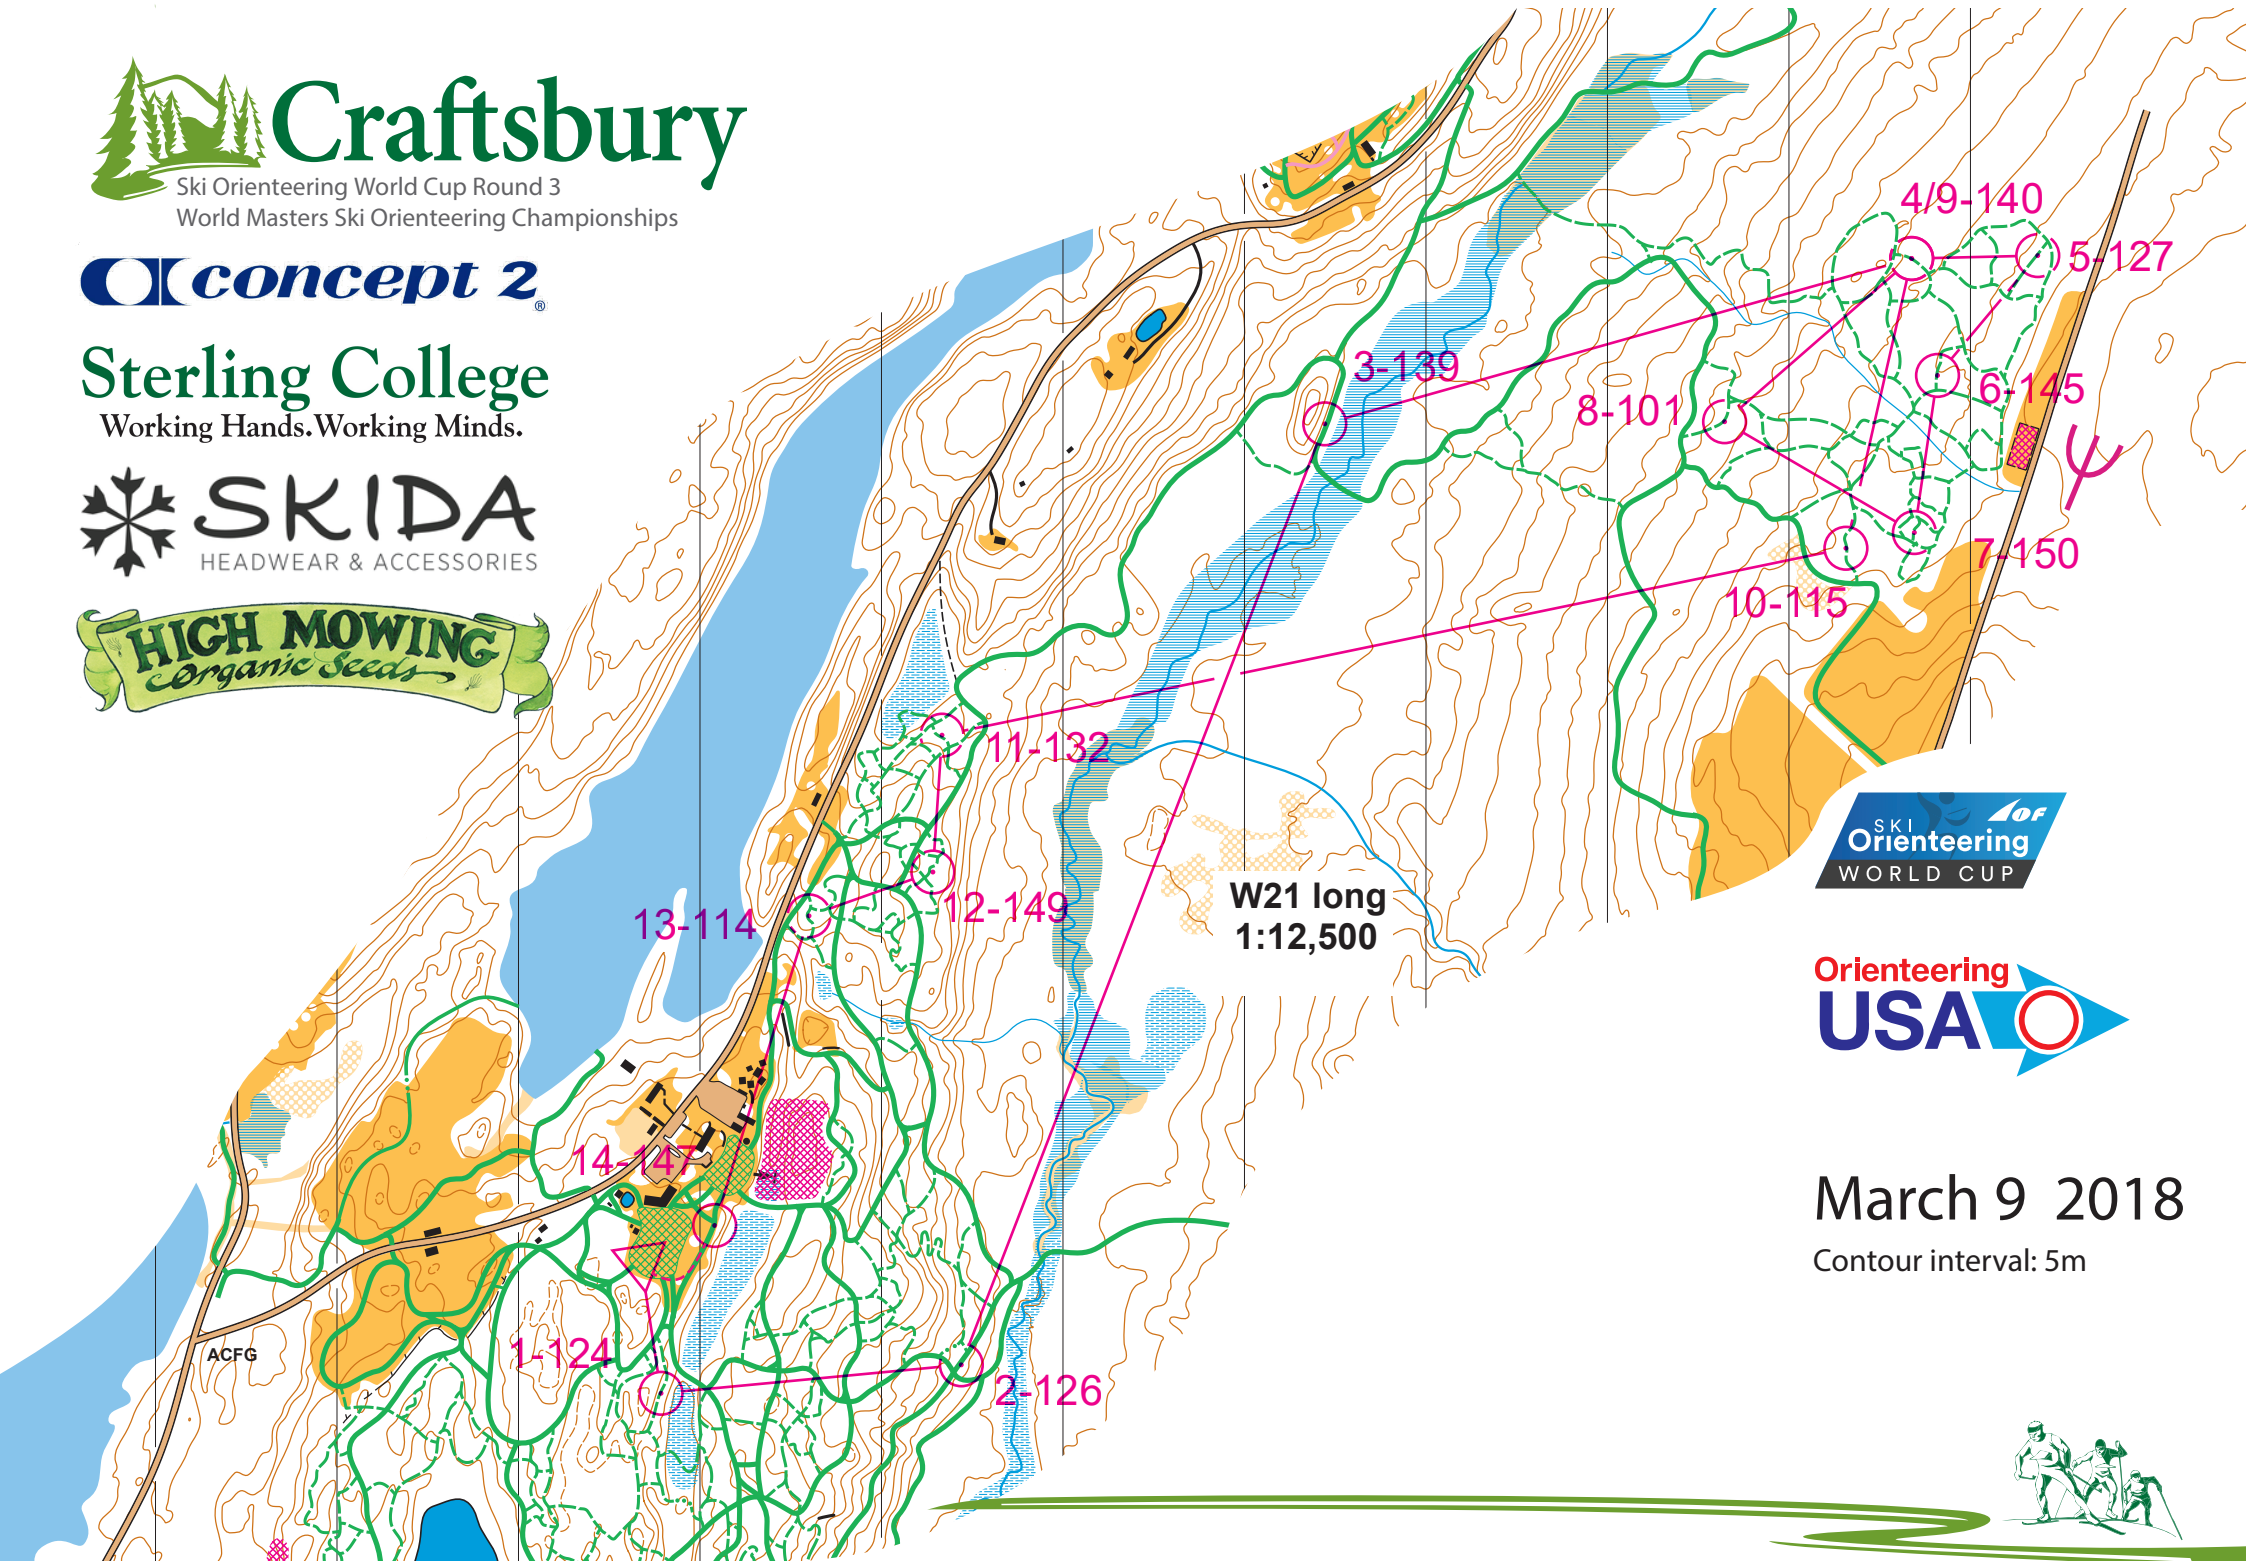 Craftsbury
Ski Orienteering World Cup Round 3
World Masters Ski Orienteering Championships
concept 2®
Sterling College
Working Hands. Working Minds.
SKIDA
HEADWEAR & ACCESSORIES
HIGH MOWING
Organic Seeds
4/9-140
5-127
3-139
6-145
8-101
7-150
10-115
11-132
12-149
13-114
W21 long
1:12,500
14-147
1-124
2-126
ACFG
IOF
SKI
Orienteering
WORLD CUP
Orienteering
USA
March 9 2018
Contour interval: 5m